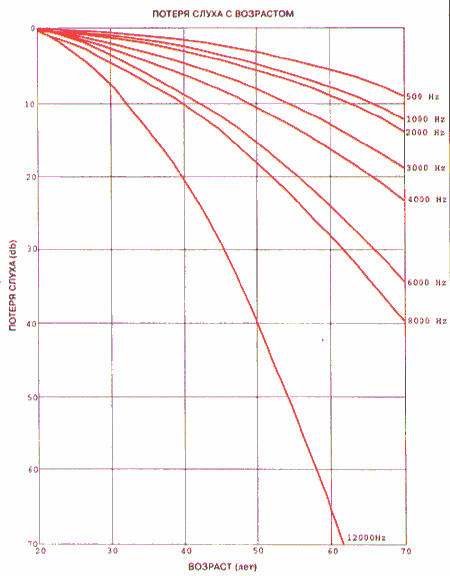 ПОТЕРЯ СЛУХА С ВОЗРАСТОМ
0
10
20
30
40
50
60
70
ПОТЕРЯ СЛУХА (db)
500 Hz
1000 Hz
2000 Hz
3000 Hz
4000 Hz
6000 Hz
8000 Hz
12000Hz
20 30 40 50 60 70
ВОЗРАСТ (лет)